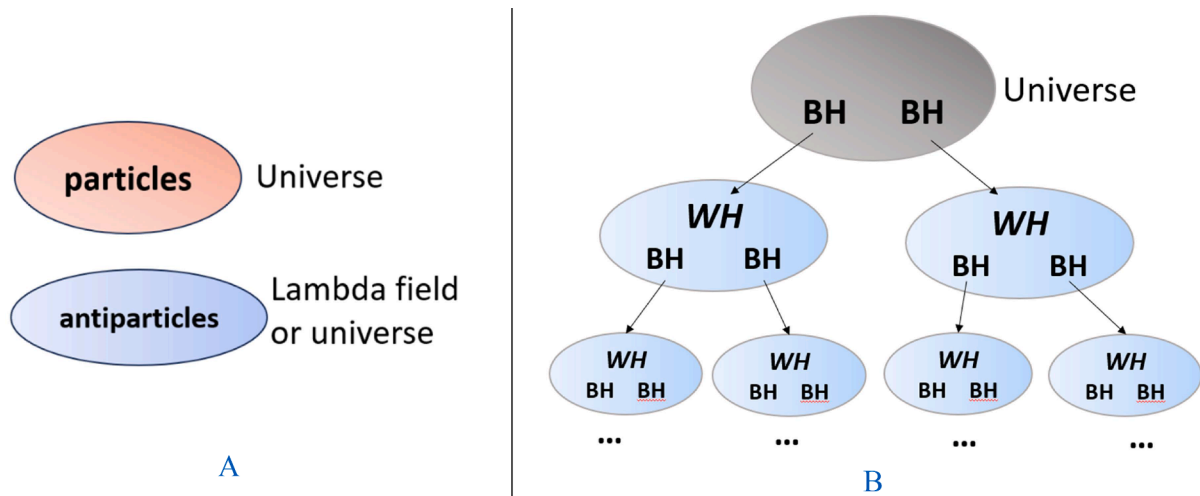 particles
Universe
antiparticles
Lambda field
or universe
A
BH BH
Universe
WH
BH BH
WH
BH BH
WH
BH BH
WH
BH BH
WH
BH BH
WH
BH BH
... ... ... ...
B